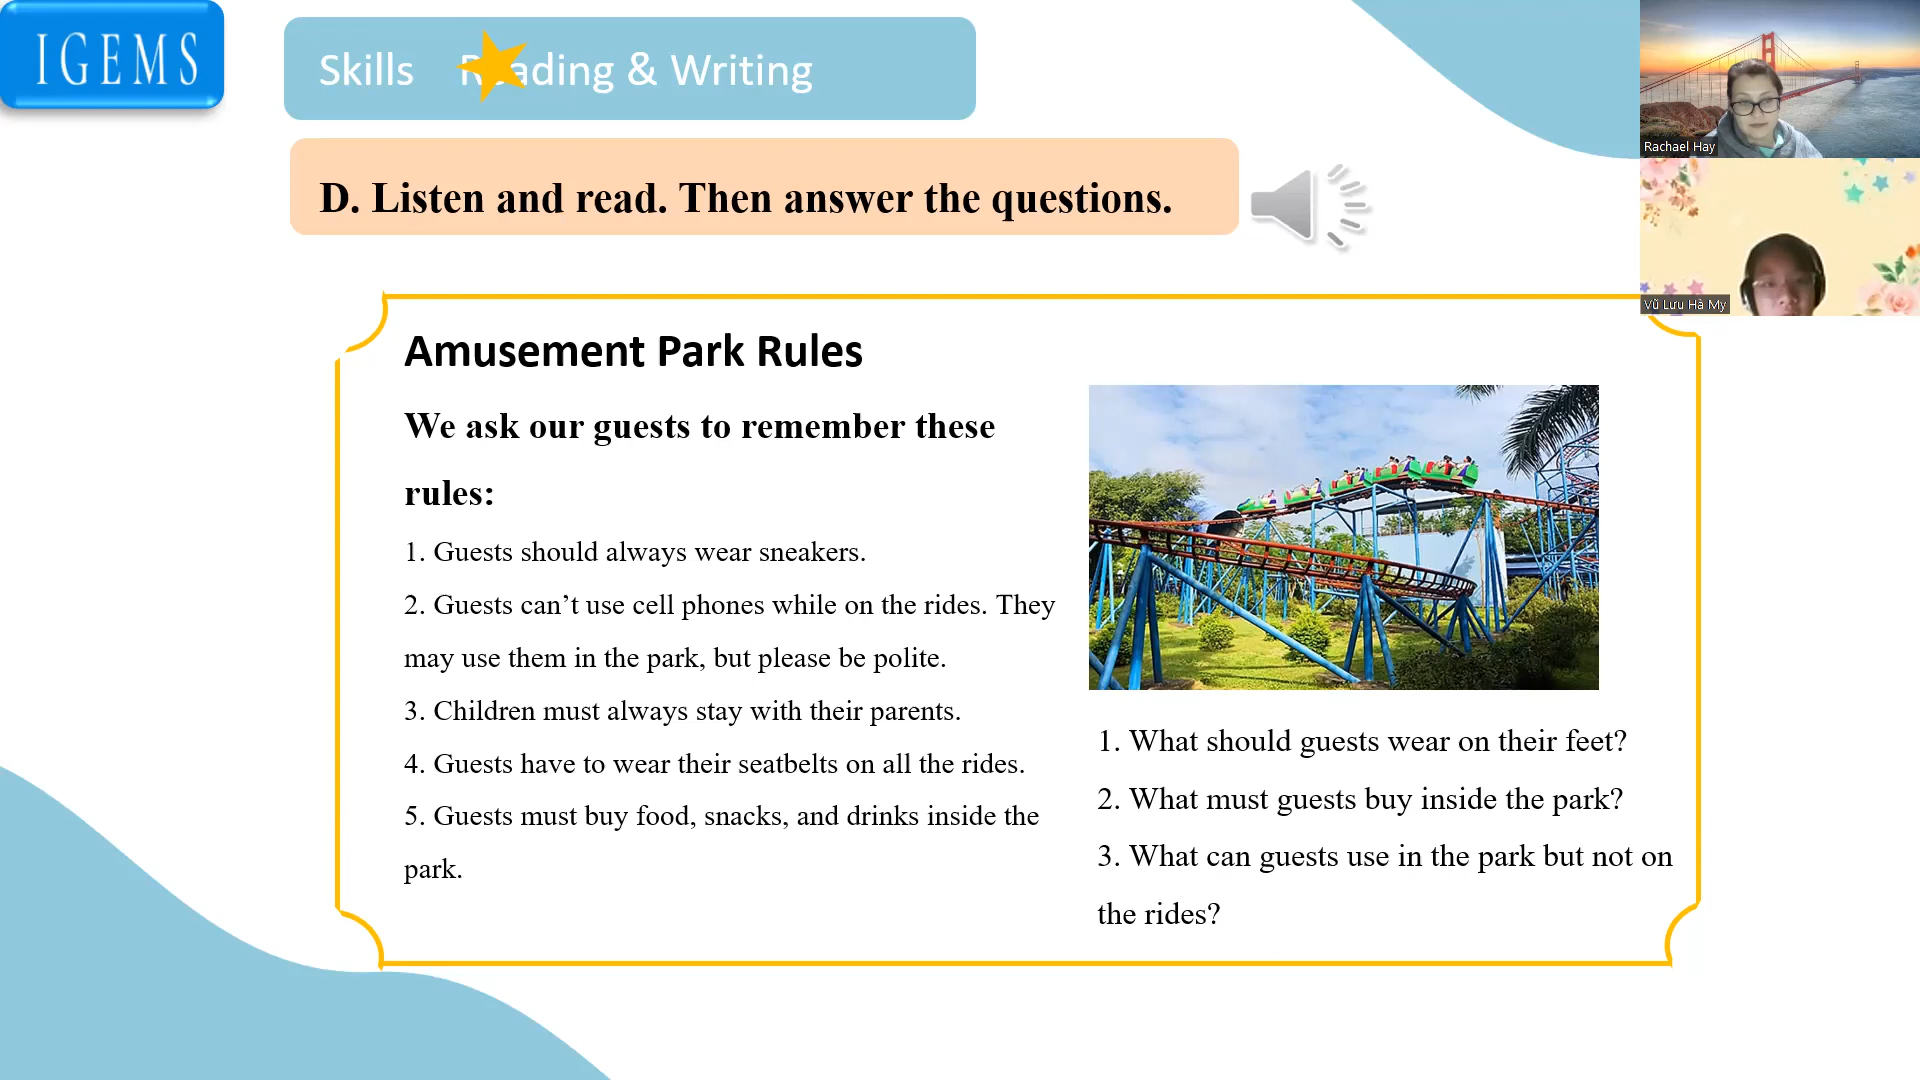 IGEMS
Skills
ading & Writing
D. Listen and read. Then answer the questions.
Amusement Park Rules
We ask our guests to remember these
rules:
1. Guests should always wear sneakers.
2. Guests can’t use cell phones while on the rides. They
may use them in the park, but please be polite.
3. Children must always stay with their parents.
4. Guests have to wear their seatbelts on all the rides.
5. Guests must buy food, snacks, and drinks inside the
park.
1. What should guests wear on their feet?
2. What must guests buy inside the park?
3. What can guests use in the park but not on
the rides?
Rachael Hay
Vũ Lưu Hà My